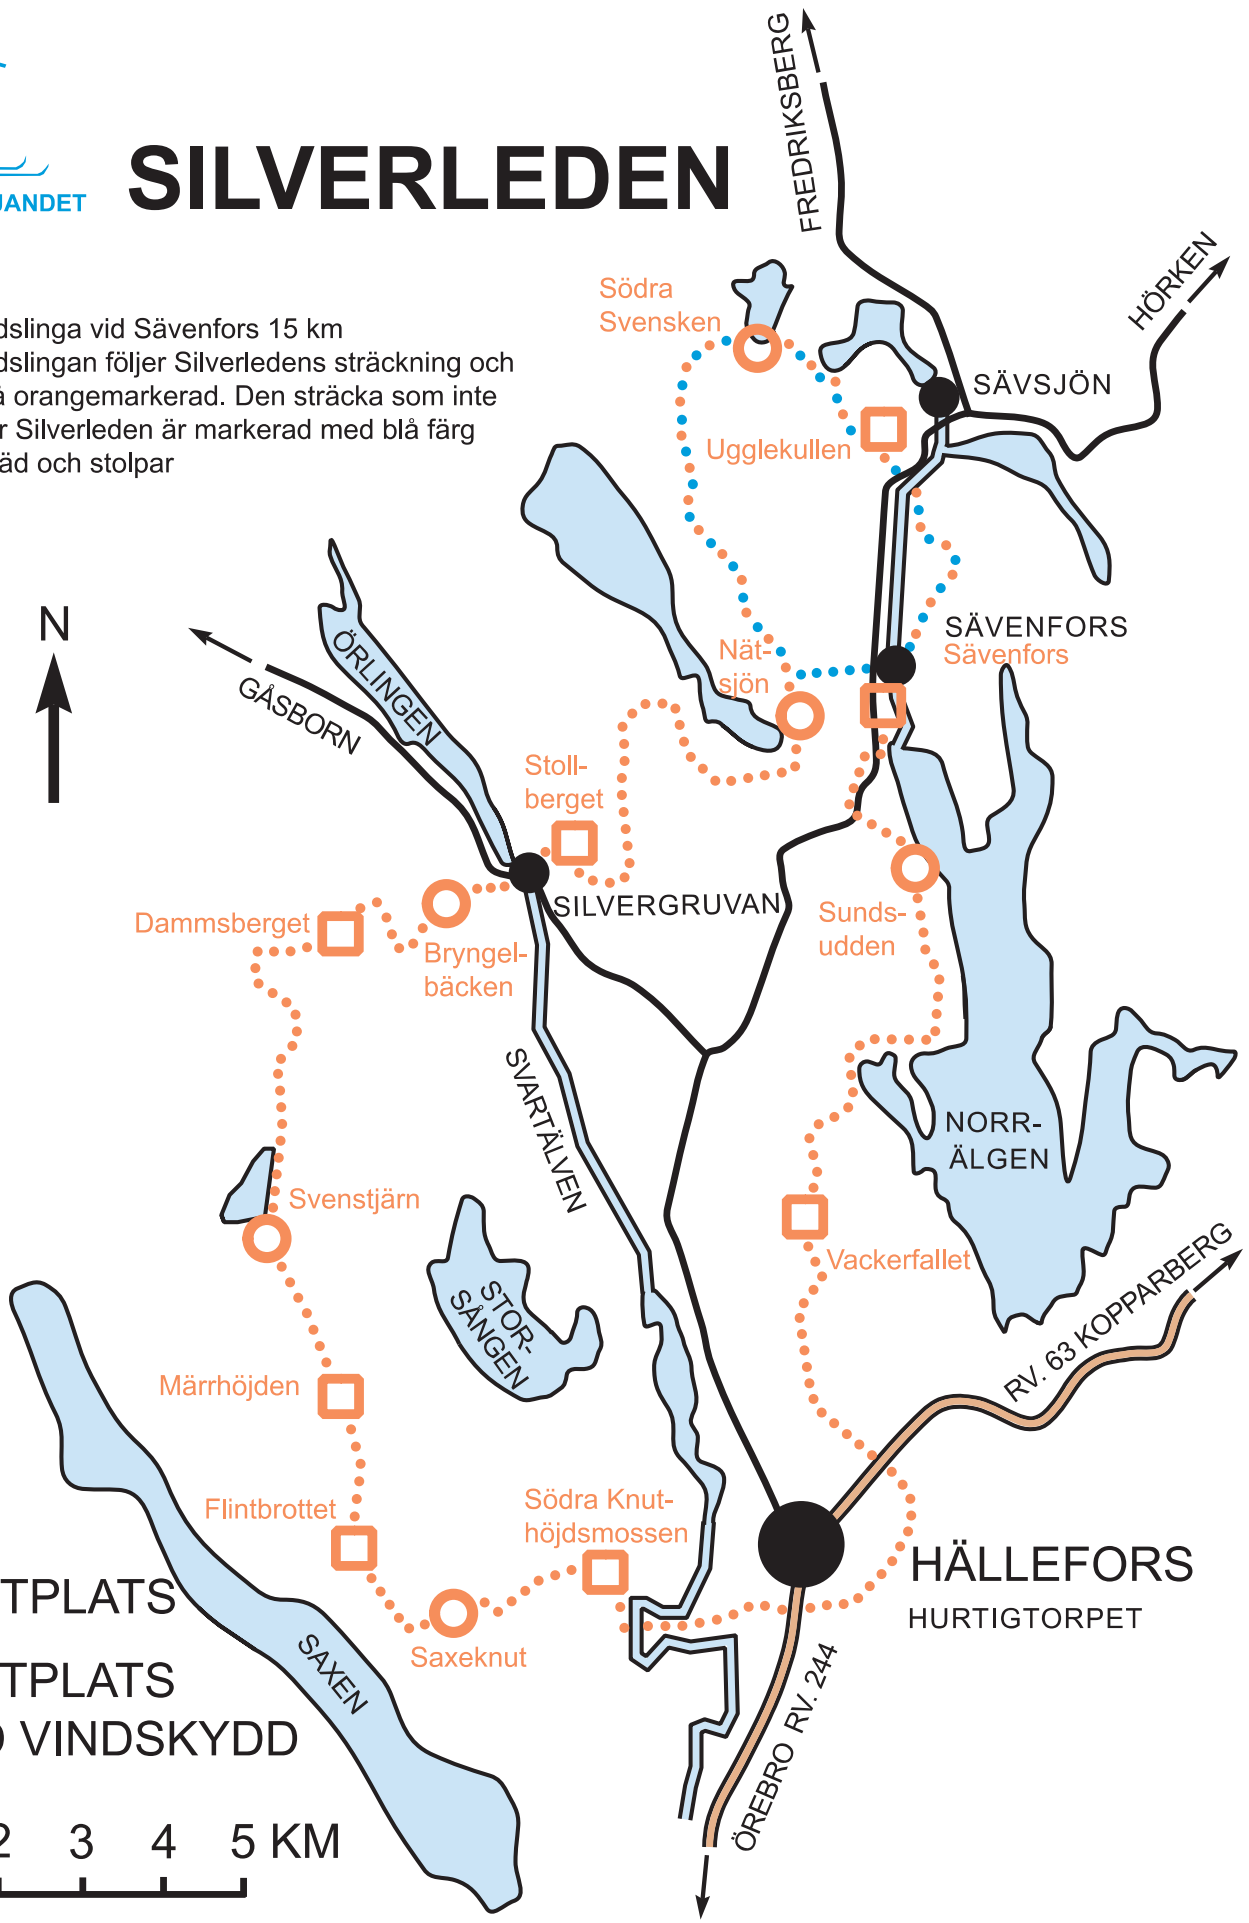 JANDET
SILVERLEDEN
FREDRIKSBERG
HÖRKEN
Södra
Svensken
dslinga vid Sävenfors 15 km
dslingan följer Silverledens sträckning och
å orangemarkerad. Den sträcka som inte
r Silverleden är markerad med blå färg
äd och stolpar
SÄVSJÖN
Ugglekullen
N
ÖRLINGEN
GÅSBORN
SÄVENFORS
Sävenfors
Nät-
sjön
Stoll-
berget
SILVERGRUVAN
Dammsberget
Bryngel-
bäcken
Sunds-
udden
SVARTÄLVEN
NORR-
ÄLGEN
Svenstjärn
Vackerfallet
STOR-
SÅNGEN
RV. 63 KOPPARBERG
Märrhöjden
Flintbrottet
Södra Knut-
höjdsmossen
HÄLLEFORS
HURTIGTORPET
Saxeknut
SAXEN
TPLATS
TPLATS
D VINDSKYDD
ÖREBRO RV. 244
2 3 4 5 KM